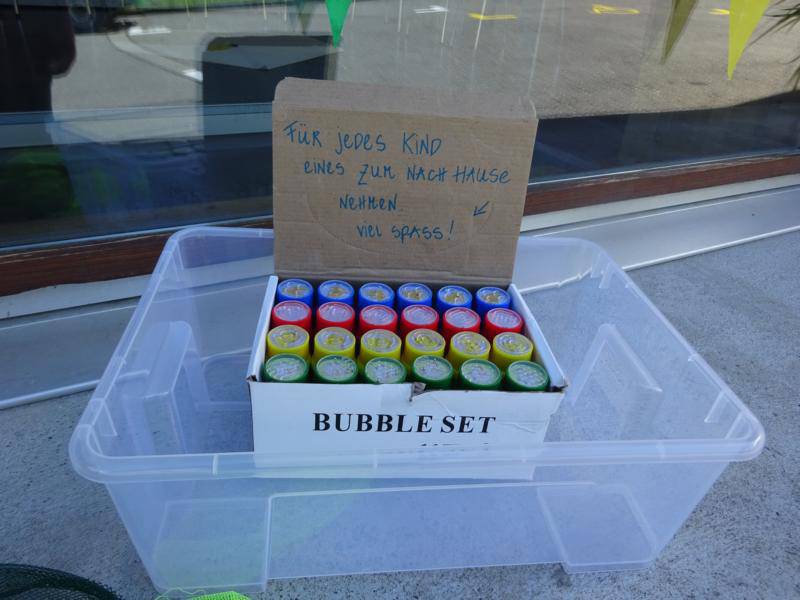 FÜR JEDES KIND
EINES ZUM NACH HAUSE
NEHMEN.
VIEL SPASS!
BUBBLE SET